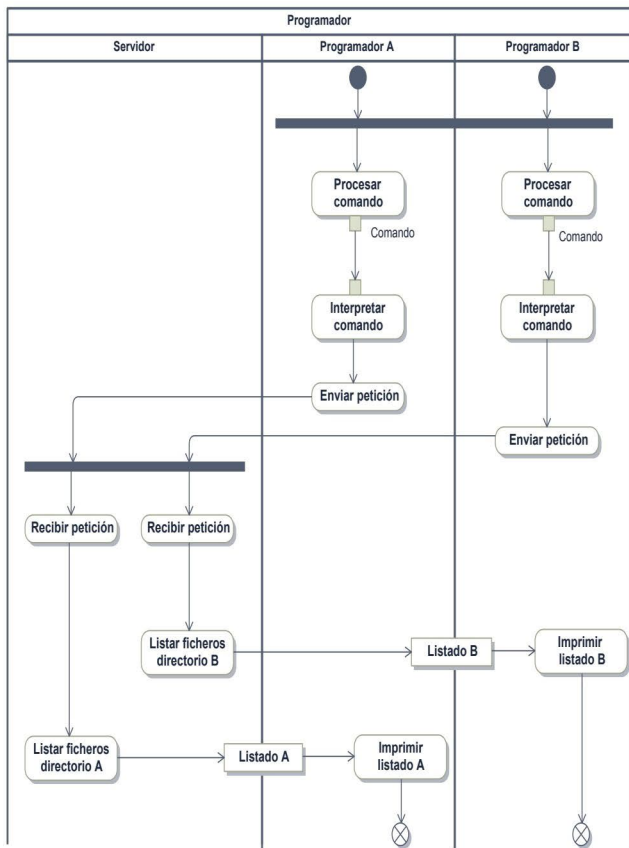 Programador
Servidor
Programador A
Programador B
Procesar
comando
Procesar
comando
Comando
Comando
Interpretar
comando
Interpretar
comando
Enviar petición
Enviar petición
Recibir petición
Recibir petición
Listar ficheros
directorio B
Listado B
Imprimir
listado B
Listar ficheros
directorio A
Listado A
Imprimir
listado A